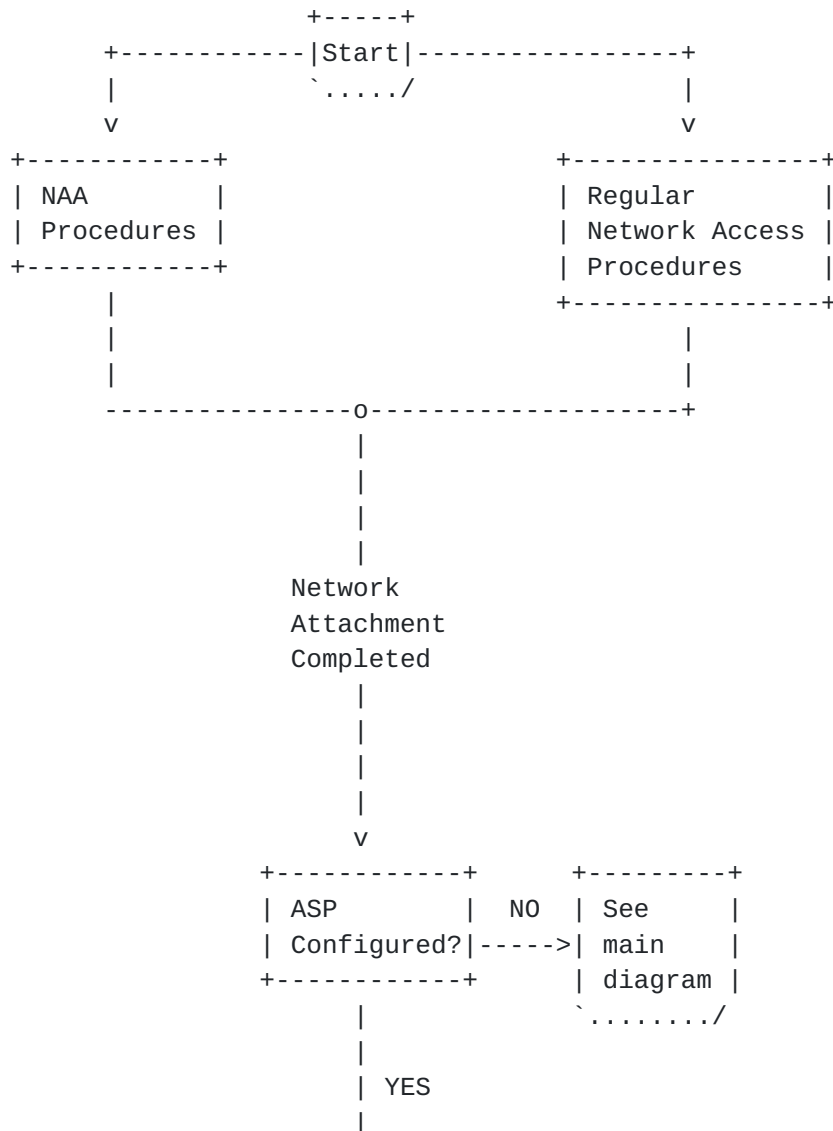 Start
NAA
Procedures
Regular
Network Access
Procedures
Network
Attachment
Completed
ASP
Configured?
NO
See
main
diagram
YES